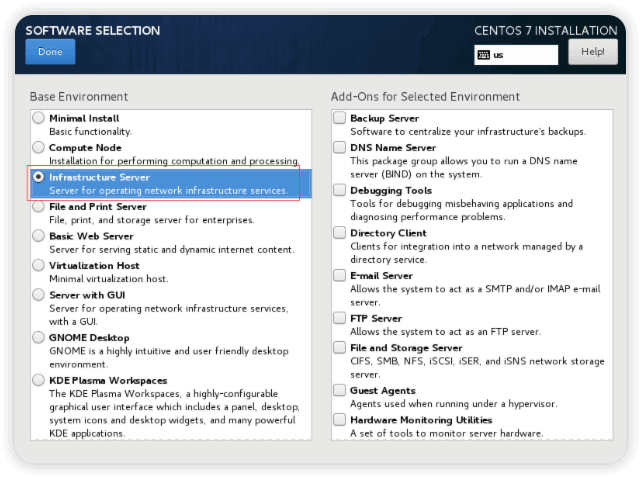 SOFTWARE SELECTION
CENTOS 7 INSTALLATION
Done
us
Help!
Base Environment
Minimal Install
Basic functionality.
Compute Node
Installation for performing computation and processing.
Infrastructure Server
Server for operating network infrastructure services.
File and Print Server
File, print, and storage server for enterprises.
Basic Web Server
Server for serving static and dynamic internet content.
Virtualization Host
Minimal virtualization host.
Server with GUI
Server for operating network infrastructure services,
with a GUI.
GNOME Desktop
GNOME is a highly intuitive and user friendly desktop
environment.
KDE Plasma Workspaces
The KDE Plasma Workspaces, a highly-configurable
graphical user interface which includes a panel, desktop,
system icons and desktop widgets, and many powerful
KDE applications.
Add-Ons for Selected Environment
Backup Server
Software to centralize your infrastructure's backups.
DNS Name Server
This package group allows you to run a DNS name
server (BIND) on the system.
Debugging Tools
Tools for debugging misbehaving applications and
diagnosing performance problems.
Directory Client
Clients for integration into a network managed by a
directory service.
E-mail Server
Allows the system to act as a SMTP and/or IMAP e-mail
server.
FTP Server
Allows the system to act as an FTP server.
File and Storage Server
CIFS, SMB, NFS, iSCSI, iSER, and iSNS network storage
server.
Guest Agents
Agents used when running under a hypervisor.
Hardware Monitoring Utilities
A set of tools to monitor server hardware.